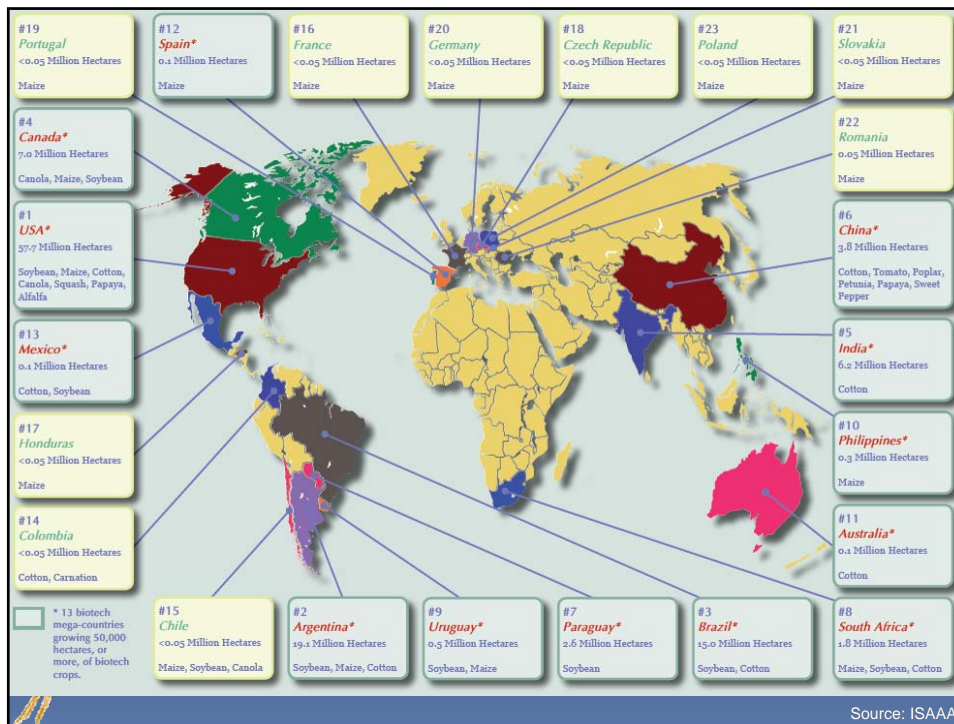 #19
Portugal
<0.05 Million Hectares
Maize
#12
Spain*
0.1 Million Hectares
Maize
#16
France
<0.05 Million Hectares
Maize
#20
Germany
<0.05 Million Hectares
Maize
#18
Czech Republic
<0.05 Million Hectares
Maize
#23
Poland
<0.05 Million Hectares
Maize
#21
Slovakia
<0.05 Million Hectares
Maize
#4
Canada*
7.0 Million Hectares
Canola, Maize, Soybean
#22
Romania
0.05 Million Hectares
Maize
#1
USA*
57.7 Million Hectares
Soybean, Maize, Cotton,
Canola, Squash, Papaya,
Alfalfa
#6
China*
3.8 Million Hectares
Cotton, Tomato, Poplar,
Petunia, Papaya, Sweet
Pepper
#13
Mexico*
0.1 Million Hectares
Cotton, Soybean
#5
India*
6.2 Million Hectares
Cotton
#17
Honduras
<0.05 Million Hectares
Maize
#10
Philippines*
0.3 Million Hectares
Maize
#14
Colombia
<0.05 Million Hectares
Cotton, Carnation
#11
Australia*
0.1 Million Hectares
Cotton
* 13 biotech
mega-countries
growing 50,000
hectares, or
more, of biotech
crops.
#15
Chile
<0.05 Million Hectares
Maize, Soybean, Canola
#2
Argentina*
19.1 Million Hectares
Soybean, Maize, Cotton
#9
Uruguay*
0.5 Million Hectares
Soybean, Maize
#7
Paraguay*
2.6 Million Hectares
Soybean
#3
Brazil*
15.0 Million Hectares
Soybean, Cotton
#8
South Africa*
1.8 Million Hectares
Maize, Soybean, Cotton
Source: ISAAA